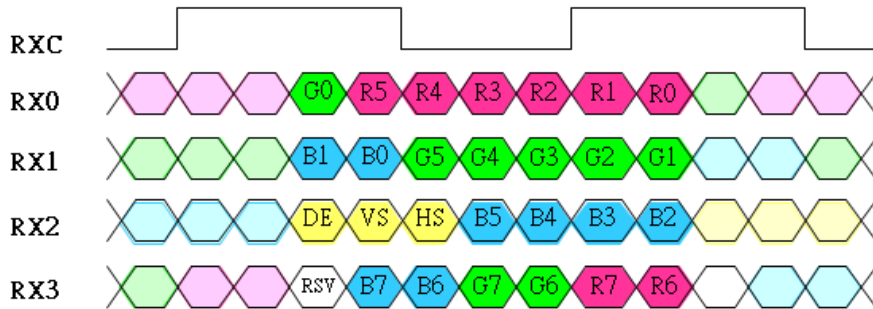 RXC
RX0 G0 R5 R4 R3 R2 R1 R0
RX1 B1 B0 G5 G4 G3 G2 G1
RX2 DE VS HS B5 B4 B3 B2
RX3 RSV B7 B6 G7 G6 R7 R6